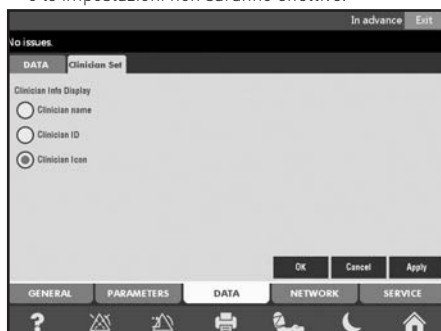 e le impostazioni non saranno effettive.
In advance Exit
No issues.
DATA Clinician Set
Clinician Info Display
Clinician name
Clinician ID
Clinician Icon
OK Cancel Apply
GENERAL PARAMETERS DATA NETWORK SERVICE
?